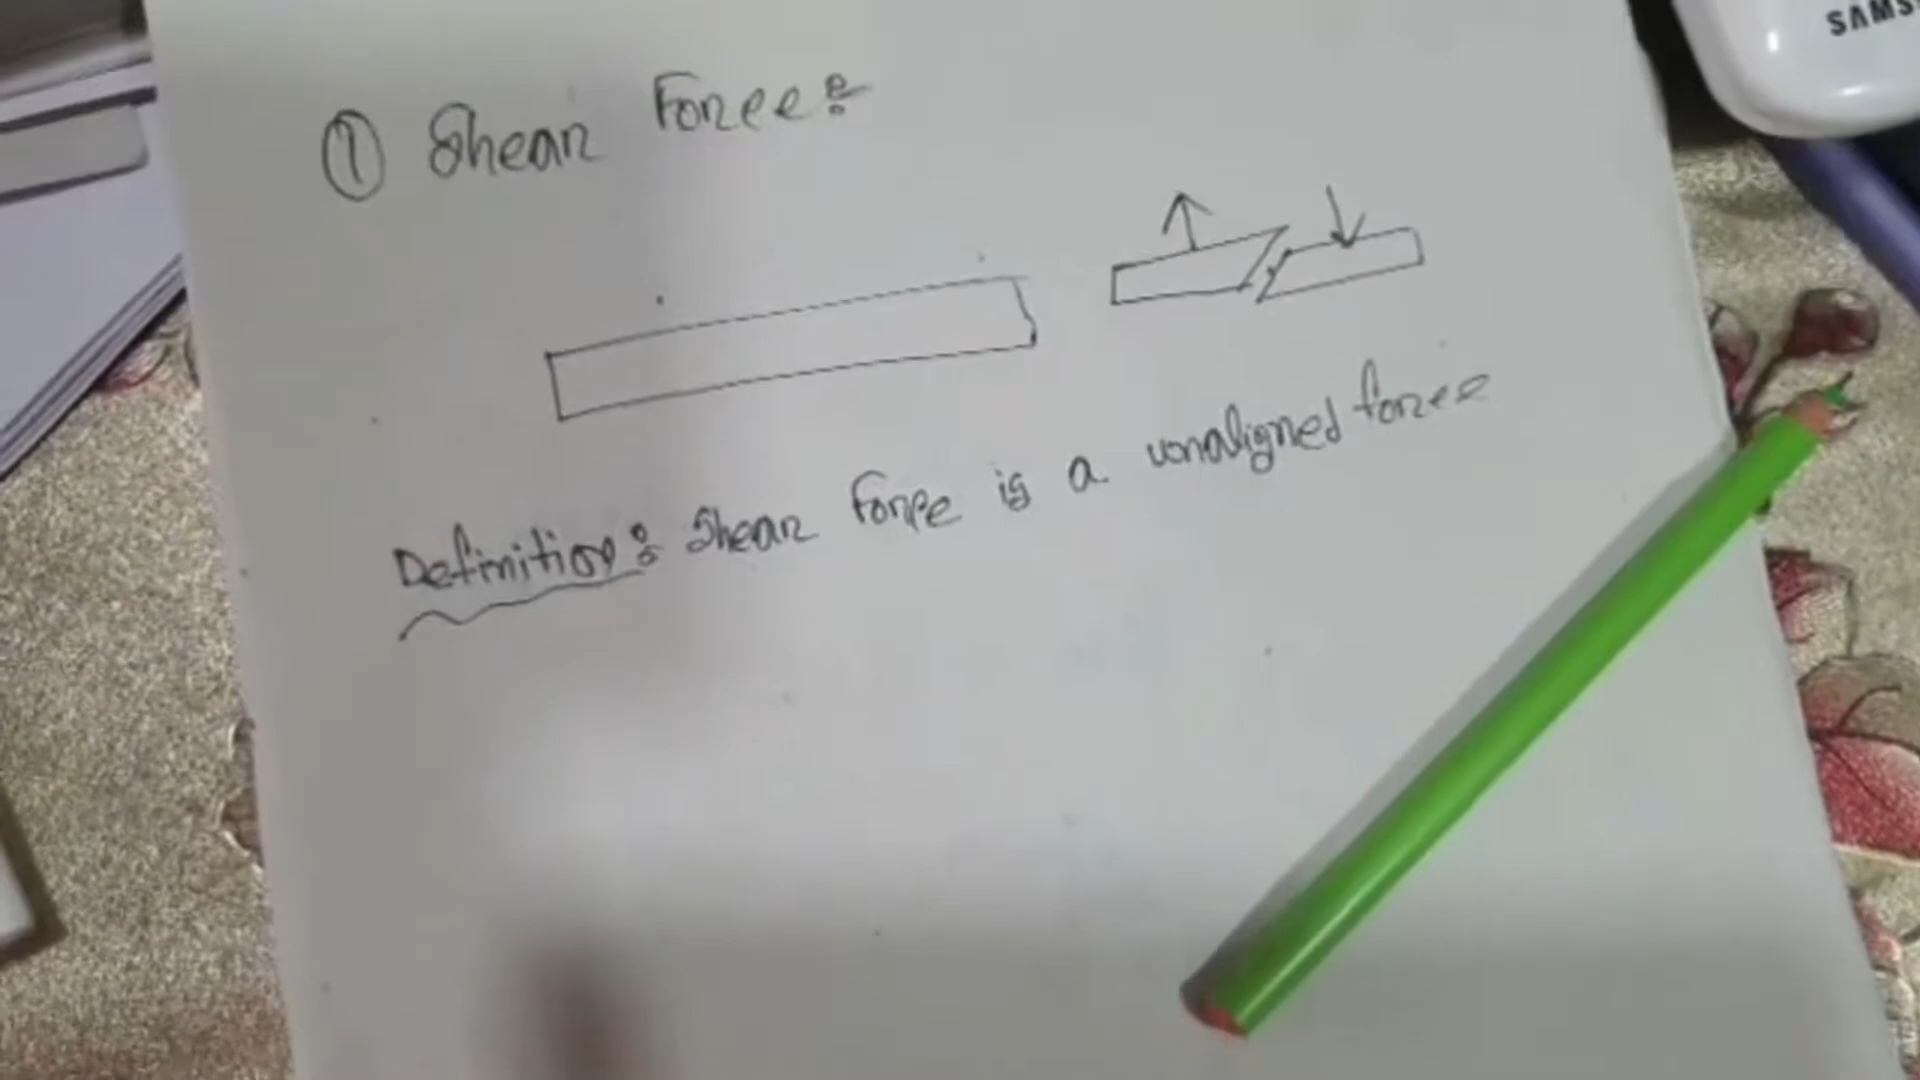 SAMS
① Shear Force:
Definition: Shear Force is a unaligned force